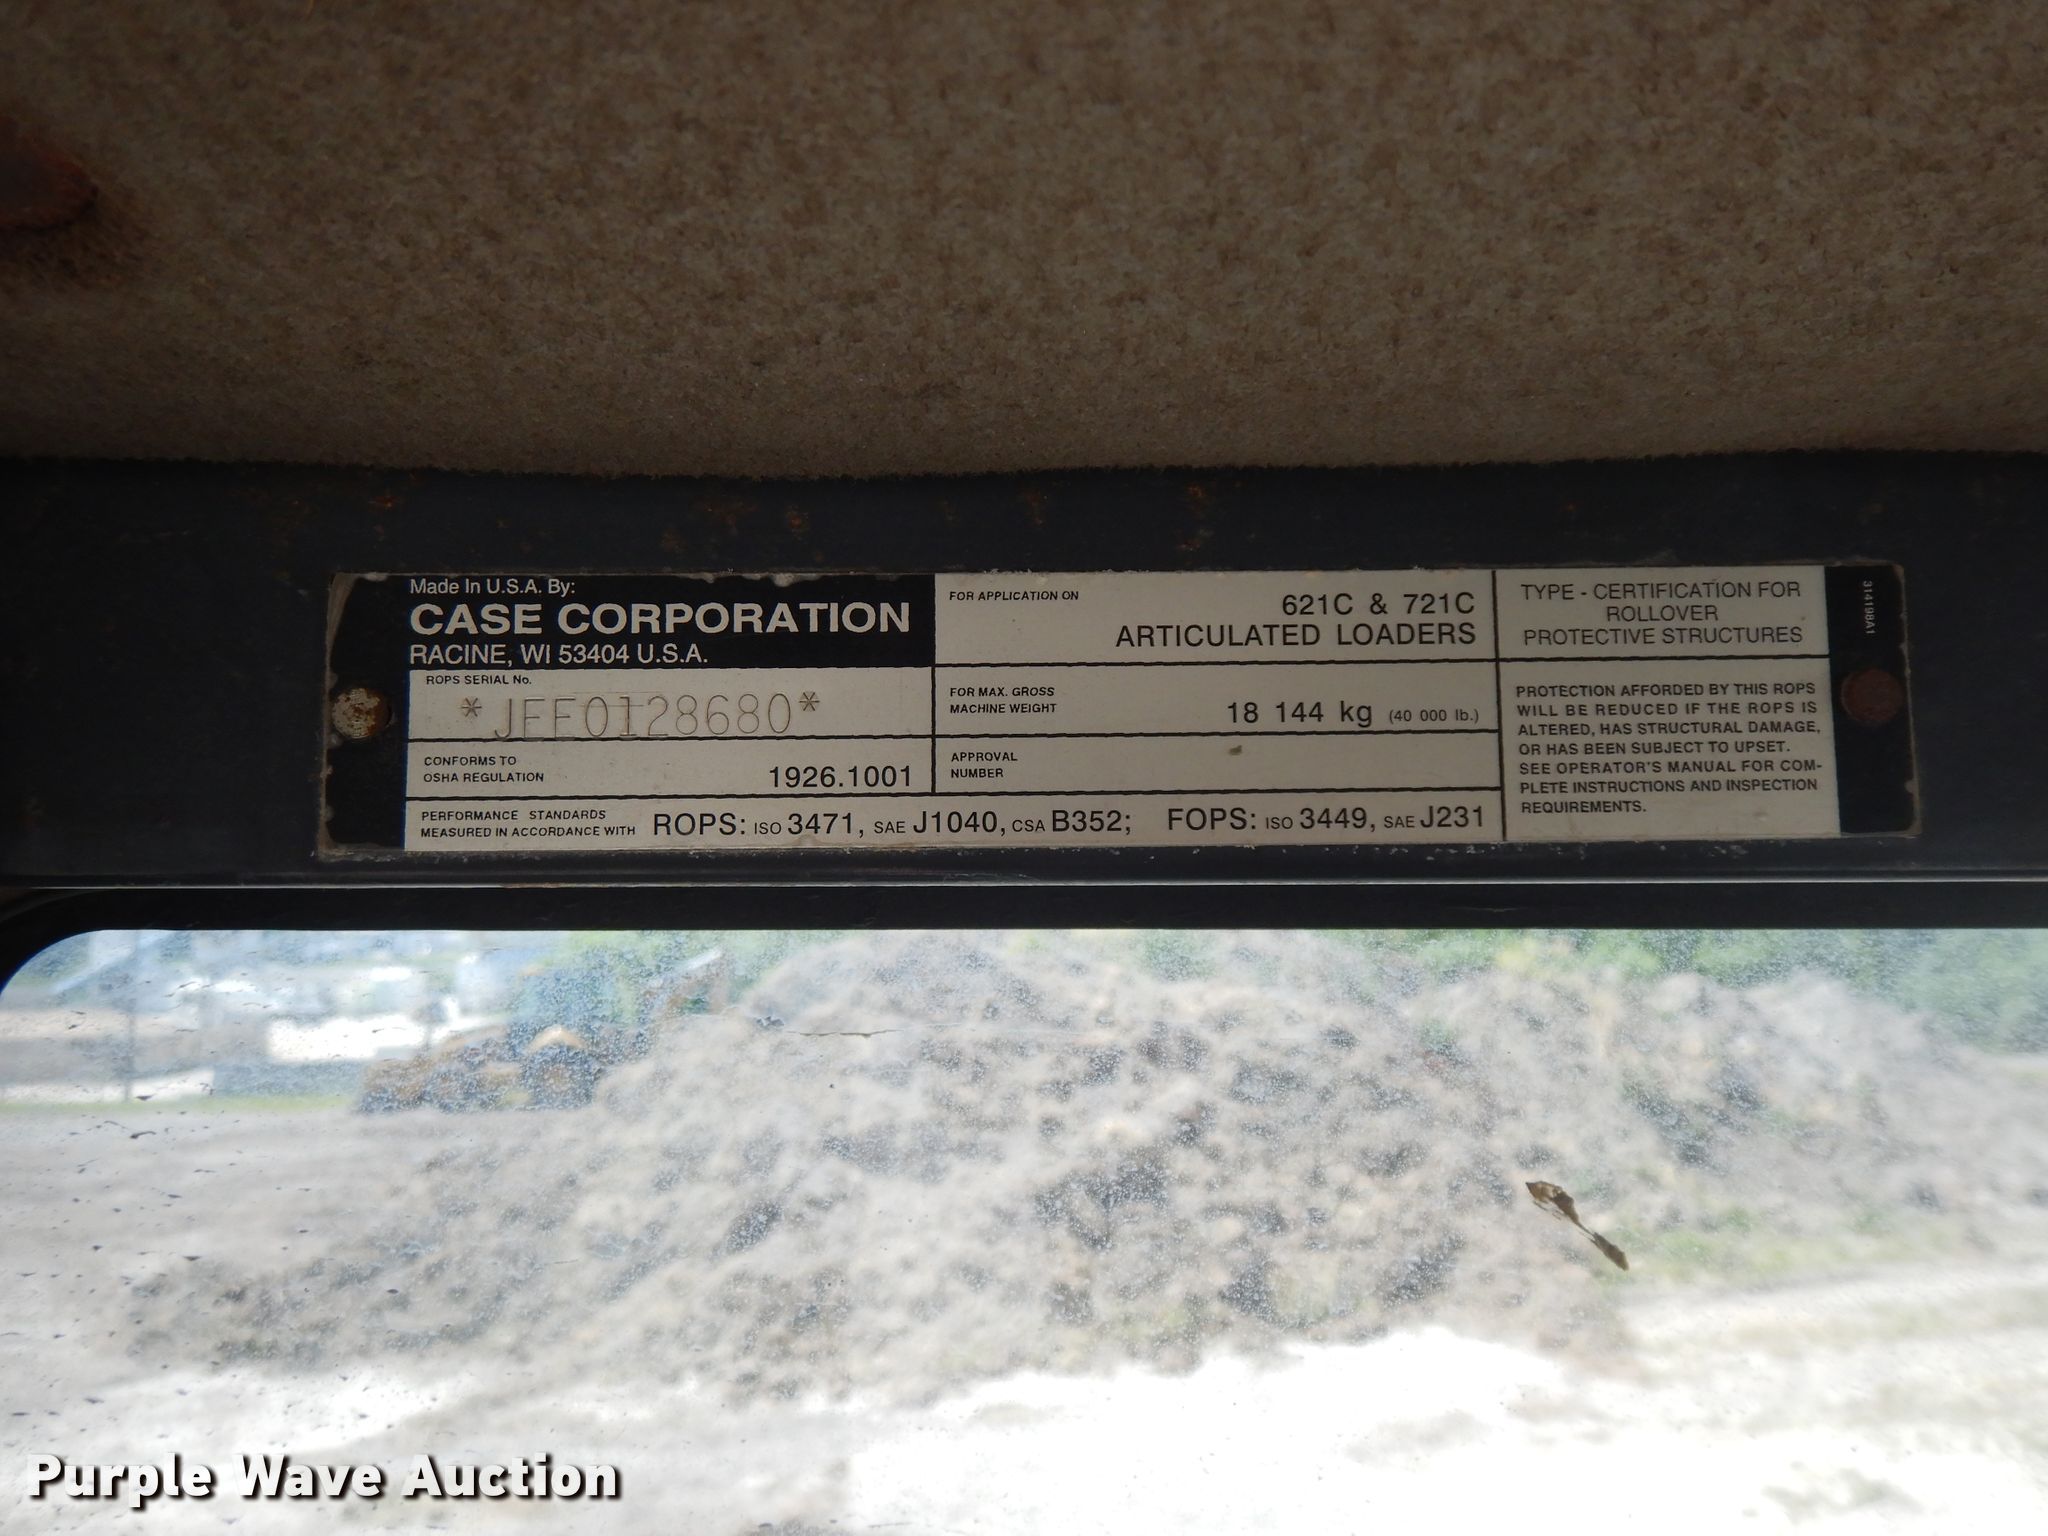 Made In U.S.A. By:
CASE CORPORATION
RACINE, WI 53404 U.S.A.
ROPS SERIAL No.
*JEE0128680*
CONFORMS TO
OSHA REGULATION
1926.1001
FOR APPLICATION ON
621C & 721C
ARTICULATED LOADERS
FOR MAX. GROSS
MACHINE WEIGHT
18 144 kg (40 000 lb.)
APPROVAL
NUMBER
PERFORMANCE STANDARDS
MEASURED IN ACCORDANCE WITH
ROPS: ISO 3471, SAE J1040, CSA B352; FOPS: ISO 3449, SAE J231
TYPE - CERTIFICATION FOR
ROLLOVER
PROTECTIVE STRUCTURES
PROTECTION AFFORDED BY THIS ROPS
WILL BE REDUCED IF THE ROPS IS
ALTERED, HAS STRUCTURAL DAMAGE,
OR HAS BEEN SUBJECT TO UPSET.
SEE OPERATOR'S MANUAL FOR COM-
PLETE INSTRUCTIONS AND INSPECTION
REQUIREMENTS.
314198A1
Purple Wave Auction